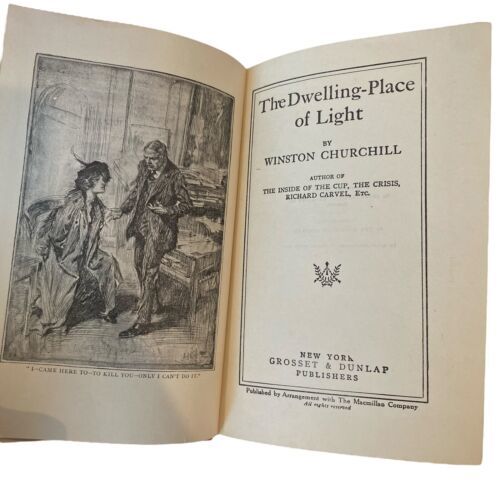 "I—CAME HERE TO—TO KILL YOU—ONLY I CAN'T DO IT."
The Dwelling-Place
of Light
BY
WINSTON CHURCHILL
AUTHOR OF
THE INSIDE OF THE CUP, THE CRISIS,
RICHARD CARVEL, ETC.
NEW YORK
GROSSET & DUNLAP
PUBLISHERS
Published by Arrangement with The Macmillan Company
All rights reserved